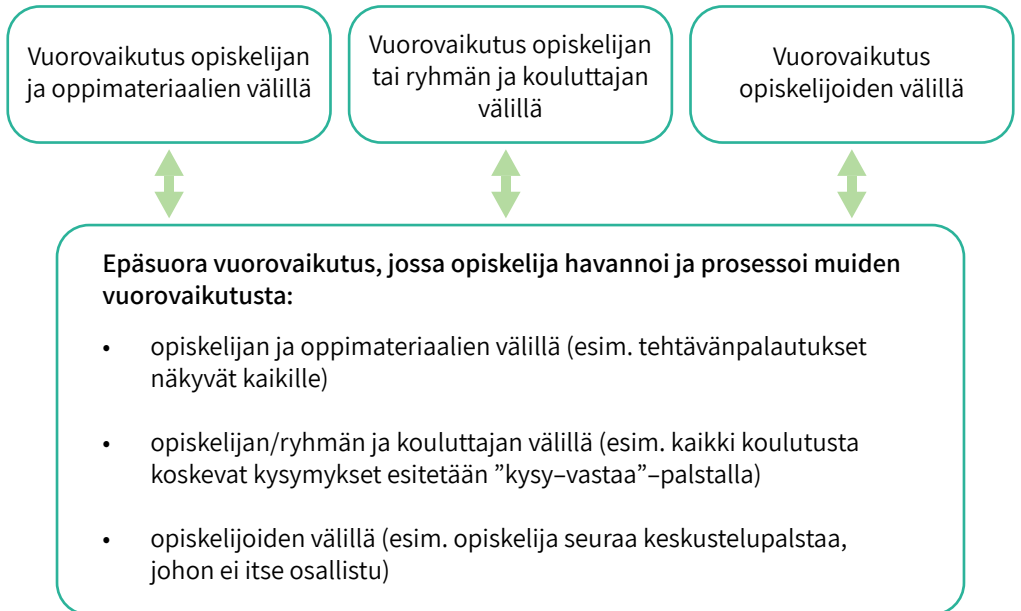 Vuorovaikutus opiskelijan
ja oppimateriaalien välillä
Vuorovaikutus opiskelijan
tai ryhmän ja kouluttajan
välillä
Vuorovaikutus
opiskelijoiden välillä
Epäsuora vuorovaikutus, jossa opiskelija havannoi ja prosessoi muiden
vuorovaikutusta:
• opiskelijan ja oppimateriaalien välillä (esim. tehtävänpalautukset
näkyvät kaikille)
• opiskelijan/ryhmän ja kouluttajan välillä (esim. kaikki koulutusta
koskevat kysymykset esitetään ”kysy–vastaa”–palstalla)
• opiskelijoiden välillä (esim. opiskelija seuraa keskustelupalstaa,
johon ei itse osallistu)